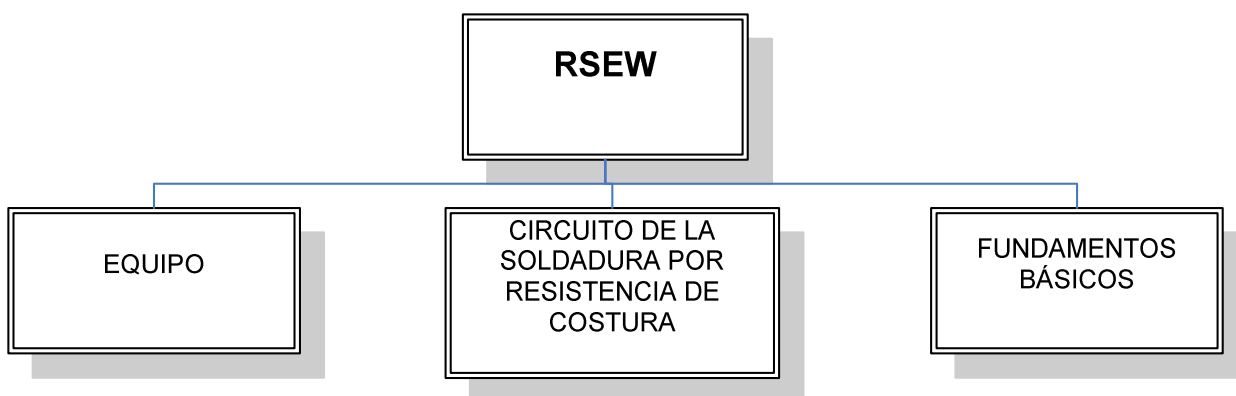 RSEW
EQUIPO
CIRCUITO DE LA
SOLDADURA POR
RESISTENCIA DE
COSTURA
FUNDAMENTOS
BÁSICOS